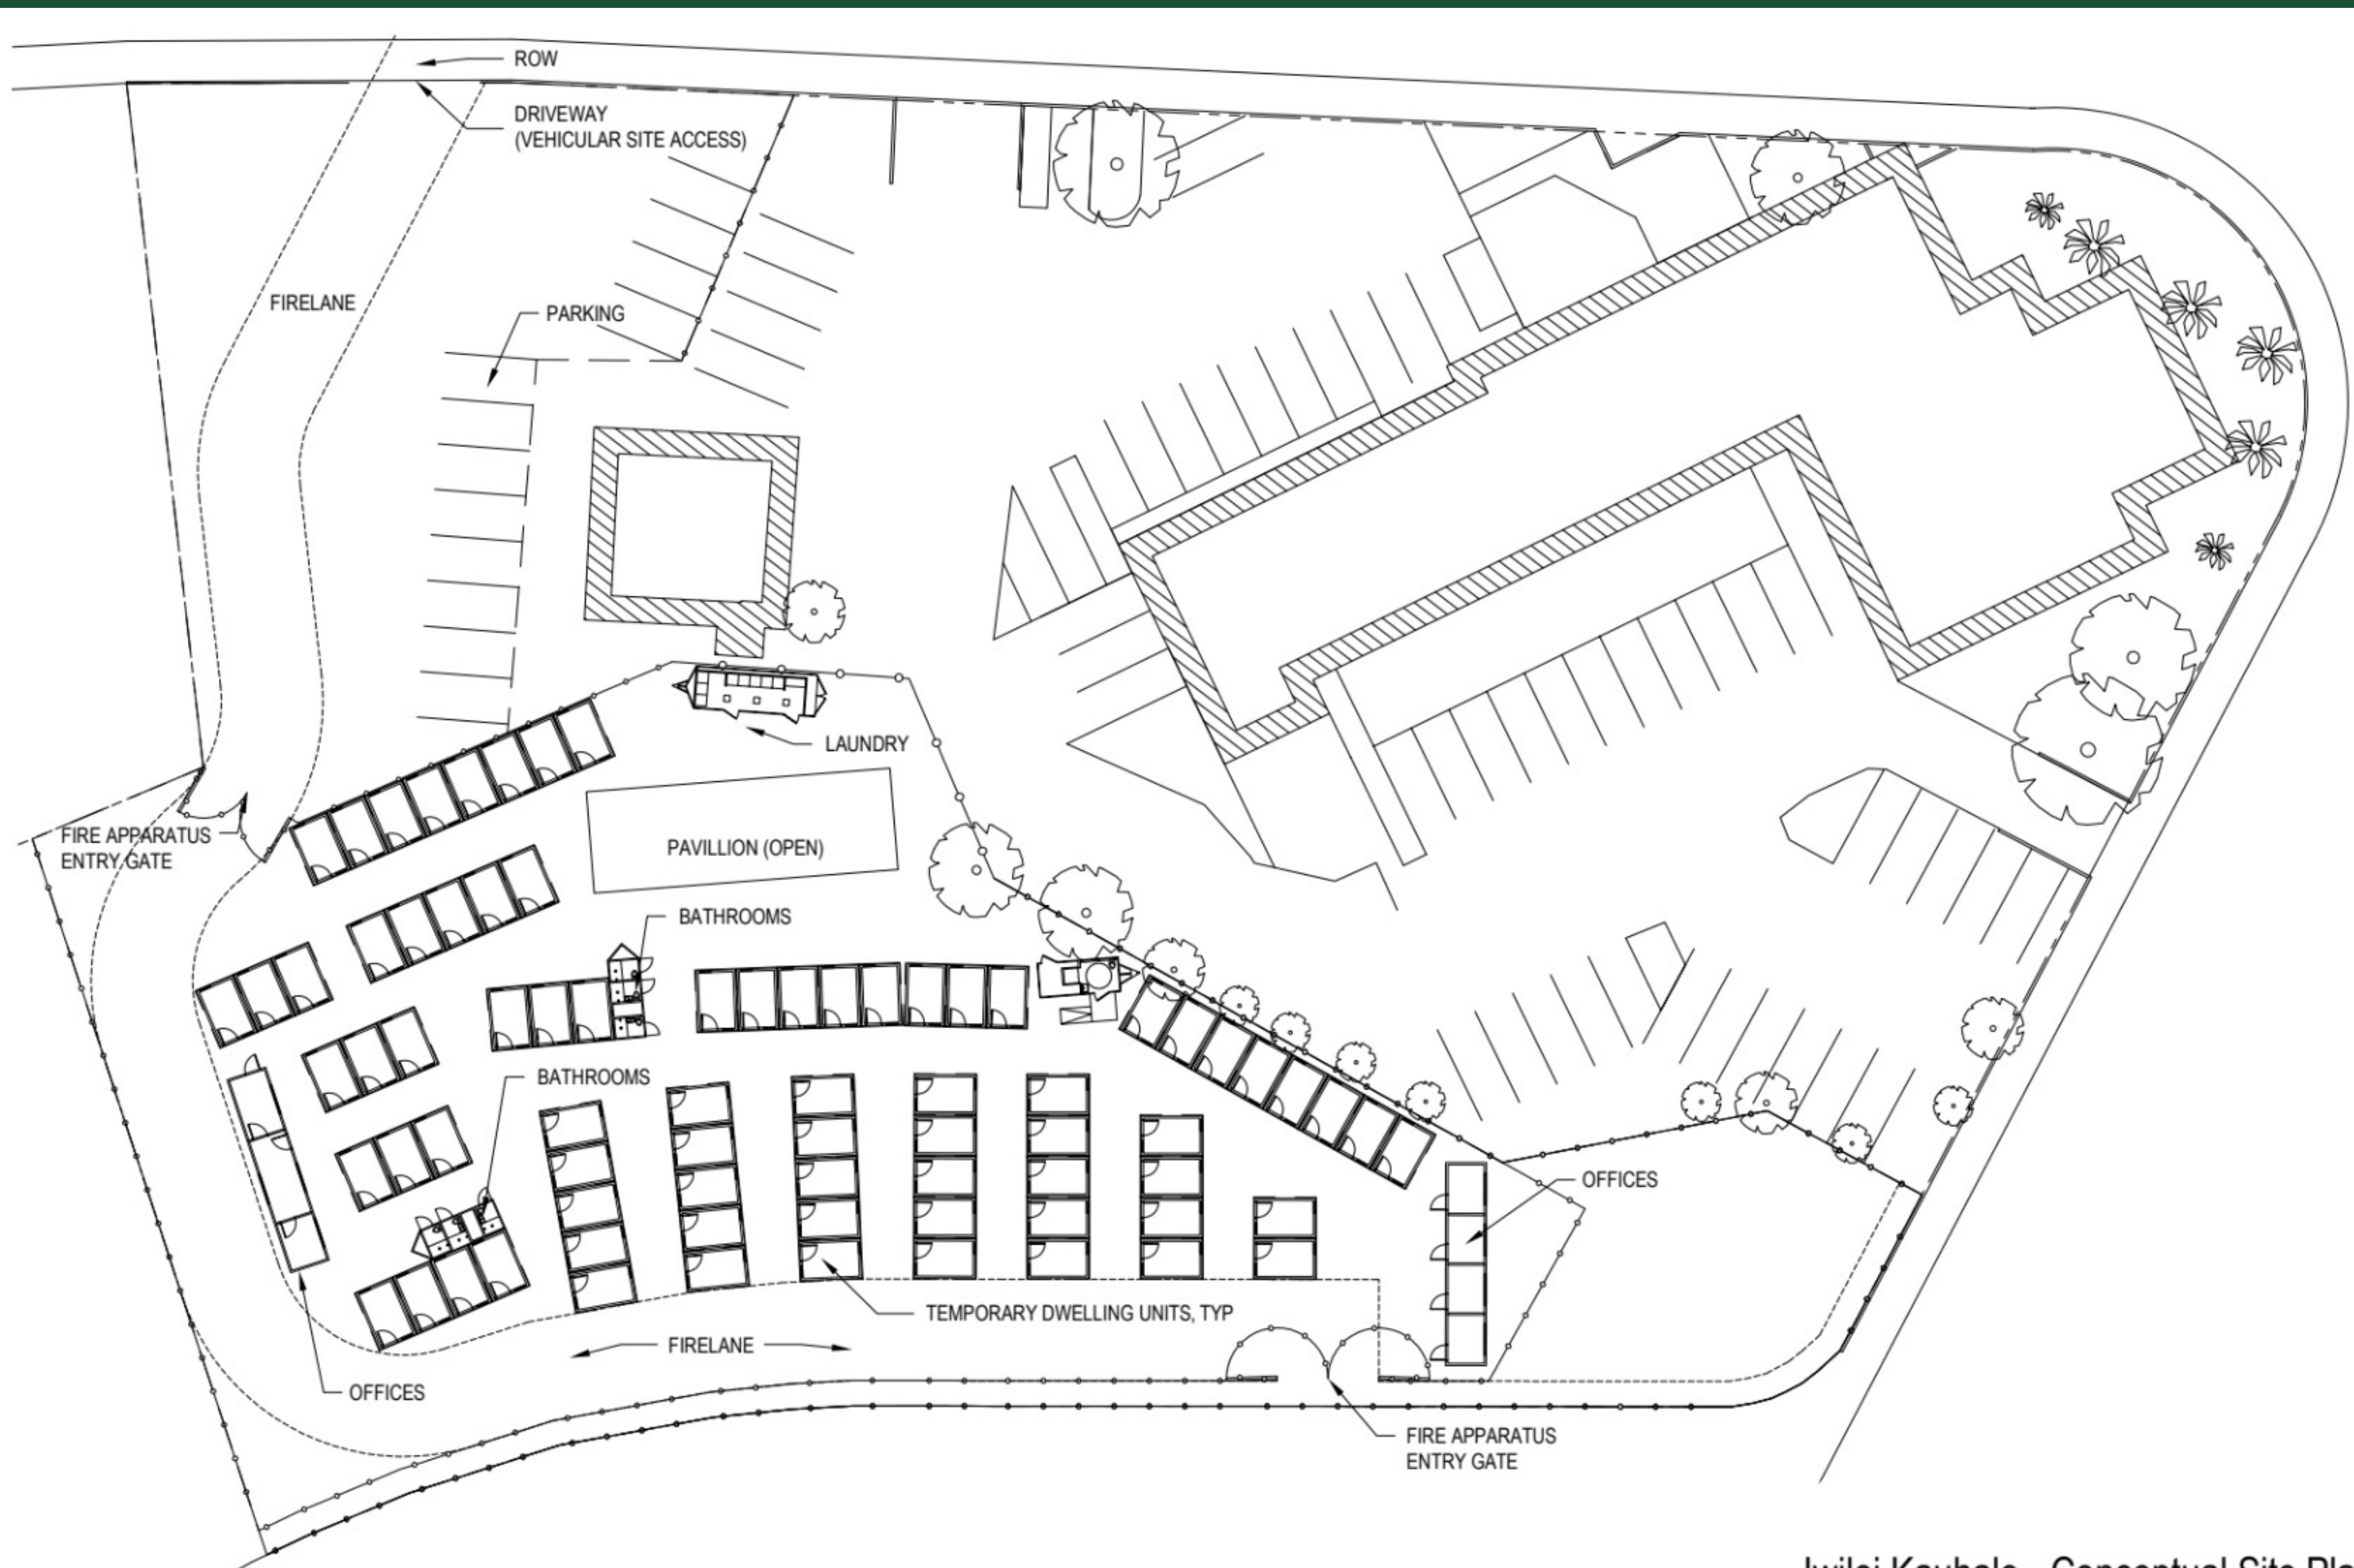 ROW
DRIVEWAY
(VEHICULAR SITE ACCESS)
FIRELANE
PARKING
LAUNDRY
FIRE APPARATUS
ENTRY GATE
PAVILLION (OPEN)
BATHROOMS
BATHROOMS
OFFICES
TEMPORARY DWELLING UNITS, TYP
FIRELANE
OFFICES
FIRE APPARATUS
ENTRY GATE